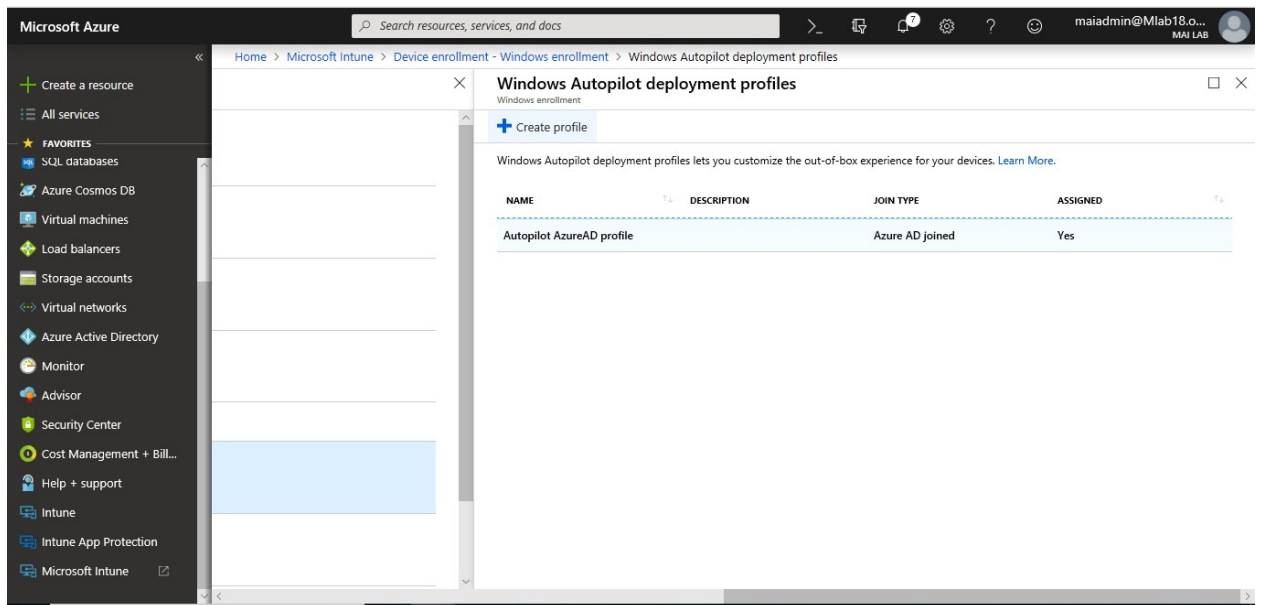 Microsoft Azure
Search resources, services, and docs
7
maiadmin@Mlab18.o...
MAI LAB
Home > Microsoft Intune > Device enrollment - Windows enrollment > Windows Autopilot deployment profiles
Create a resource
All services
FAVORITES
SQL databases
Azure Cosmos DB
Virtual machines
Load balancers
Storage accounts
Virtual networks
Azure Active Directory
Monitor
Advisor
Security Center
Cost Management + Bill...
Help + support
Intune
Intune App Protection
Microsoft Intune
Windows Autopilot deployment profiles
Windows enrollment
Create profile
Windows Autopilot deployment profiles lets you customize the out-of-box experience for your devices. Learn More.
NAME DESCRIPTION JOIN TYPE ASSIGNED
Autopilot AzureAD profile Azure AD joined Yes